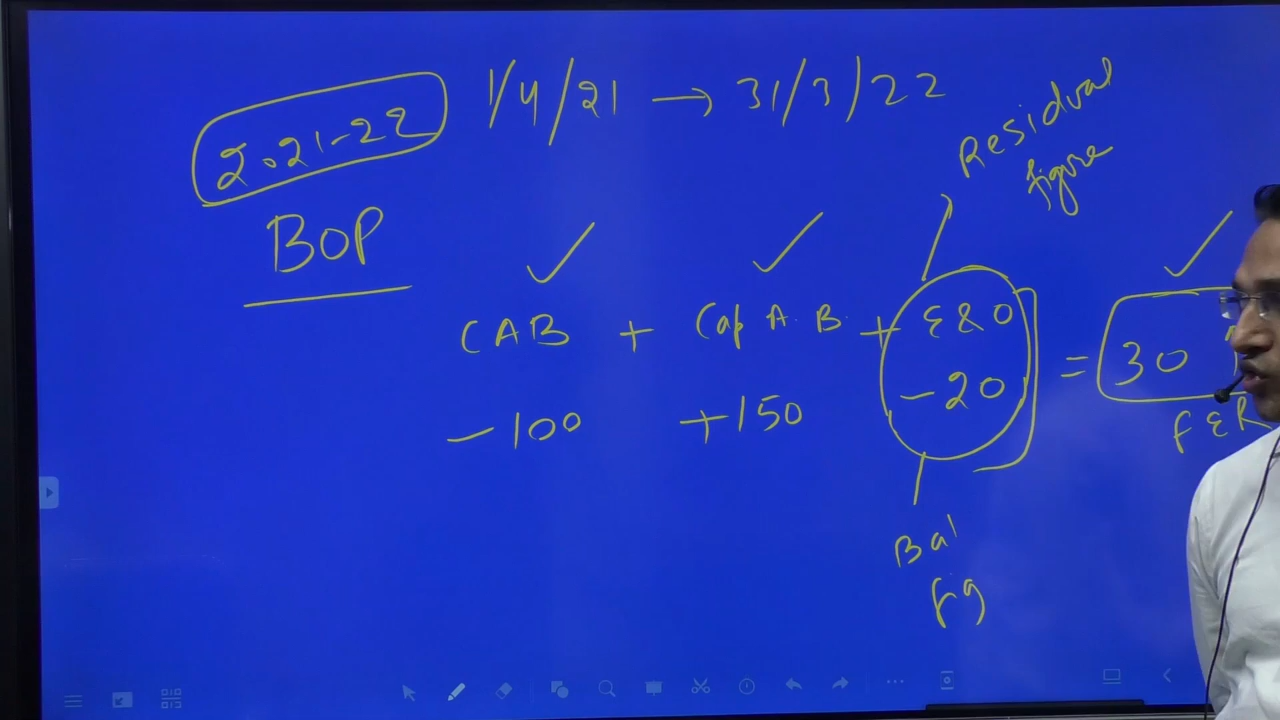 2021-22 1/4/21 → 31/3/22
Residual
figure
BOP
CAB + Cap A. B. + E&O = 30
-100 +150 -20
FER
Bal
fg